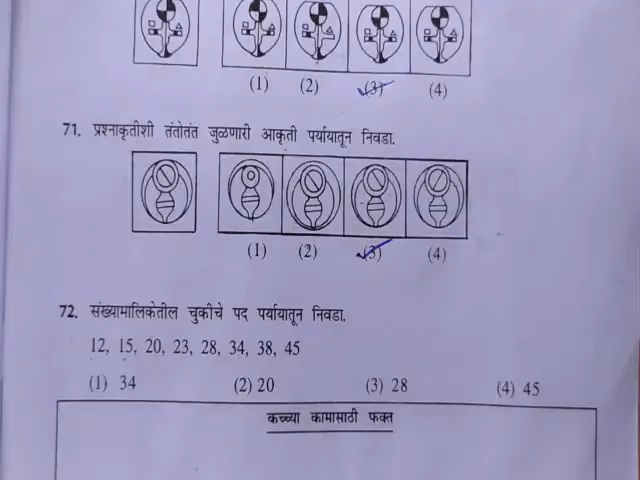 (1) (2) (3) (4)
71. प्रश्नाकृतीशी तंतोतंत जुळणारी आकृती पर्यायातून निवडा.
(1) (2) (3) (4)
72. संख्यामालिकेतील चुकीचे पद पर्यायातून निवडा.
12, 15, 20, 23, 28, 34, 38, 45
(1) 34 (2) 20 (3) 28 (4) 45
कच्च्या कामासाठी फक्त